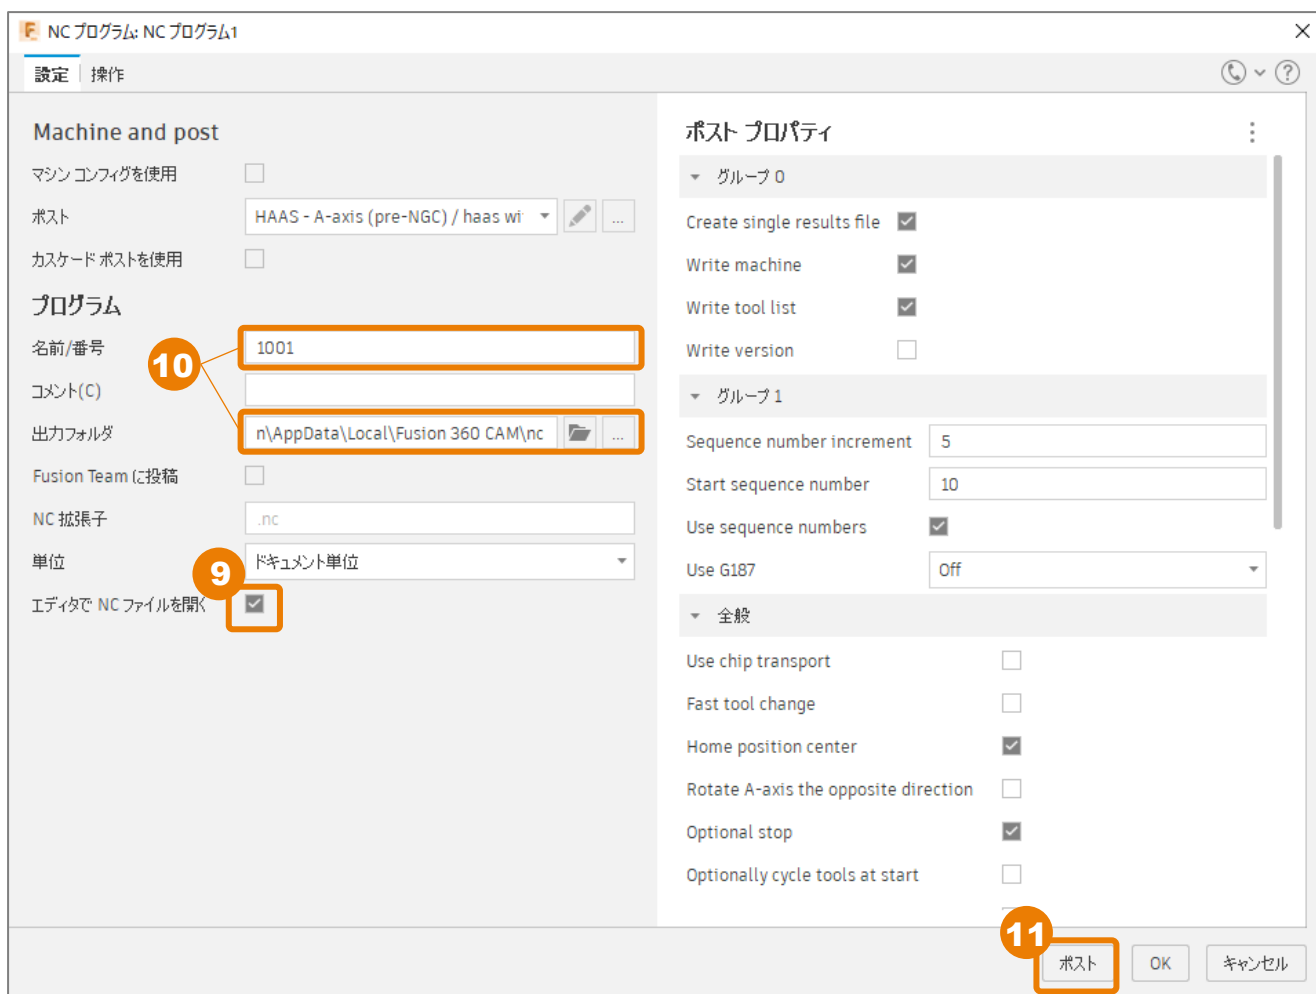 NC プログラム: NC プログラム1
設定 操作
Machine and post
マシン コンフィグを使用
ポスト HAAS - A-axis (pre-NGC) / haas wi ...
カスケード ポストを使用
プログラム
名前/番号 1001
10
コメント(C)
出力フォルダ n\AppData\Local\Fusion 360 CAM\nc ...
Fusion Team に投稿
NC 拡張子 .nc
単位 ドキュメント単位
9
エディタで NC ファイルを開く
ポスト プロパティ
グループ 0
Create single results file
Write machine
Write tool list
Write version
グループ 1
Sequence number increment 5
Start sequence number 10
Use sequence numbers
Use G187 Off
全般
Use chip transport
Fast tool change
Home position center
Rotate A-axis the opposite direction
Optional stop
Optionally cycle tools at start
11
ポスト OK キャンセル